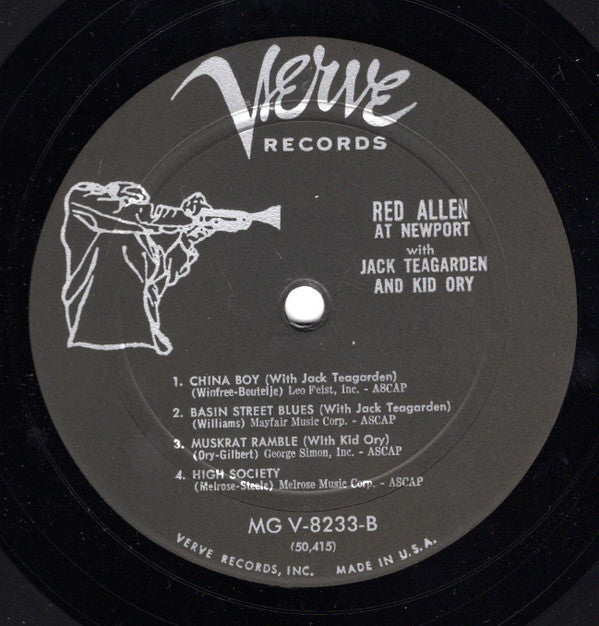 Verve
RECORDS
RED ALLEN
AT NEWPORT
with
JACK TEAGARDEN
AND KID ORY
1. CHINA BOY (With Jack Teagarden)
(Winfree-Boutelje) Leo Feist, Inc. - ASCAP
2. BASIN STREET BLUES (With Jack Teagarden)
(Williams) Mayfair Music Corp. - ASCAP
3. MUSKRAT RAMBLE (With Kid Ory)
(Ory-Gilbert) George Simon, Inc. - ASCAP
4. HIGH SOCIETY
(Melrose-Steele) Melrose Music Corp. - ASCAP
MG V-8233-B
(50,415)
VERVE RECORDS, INC. MADE IN U.S.A.